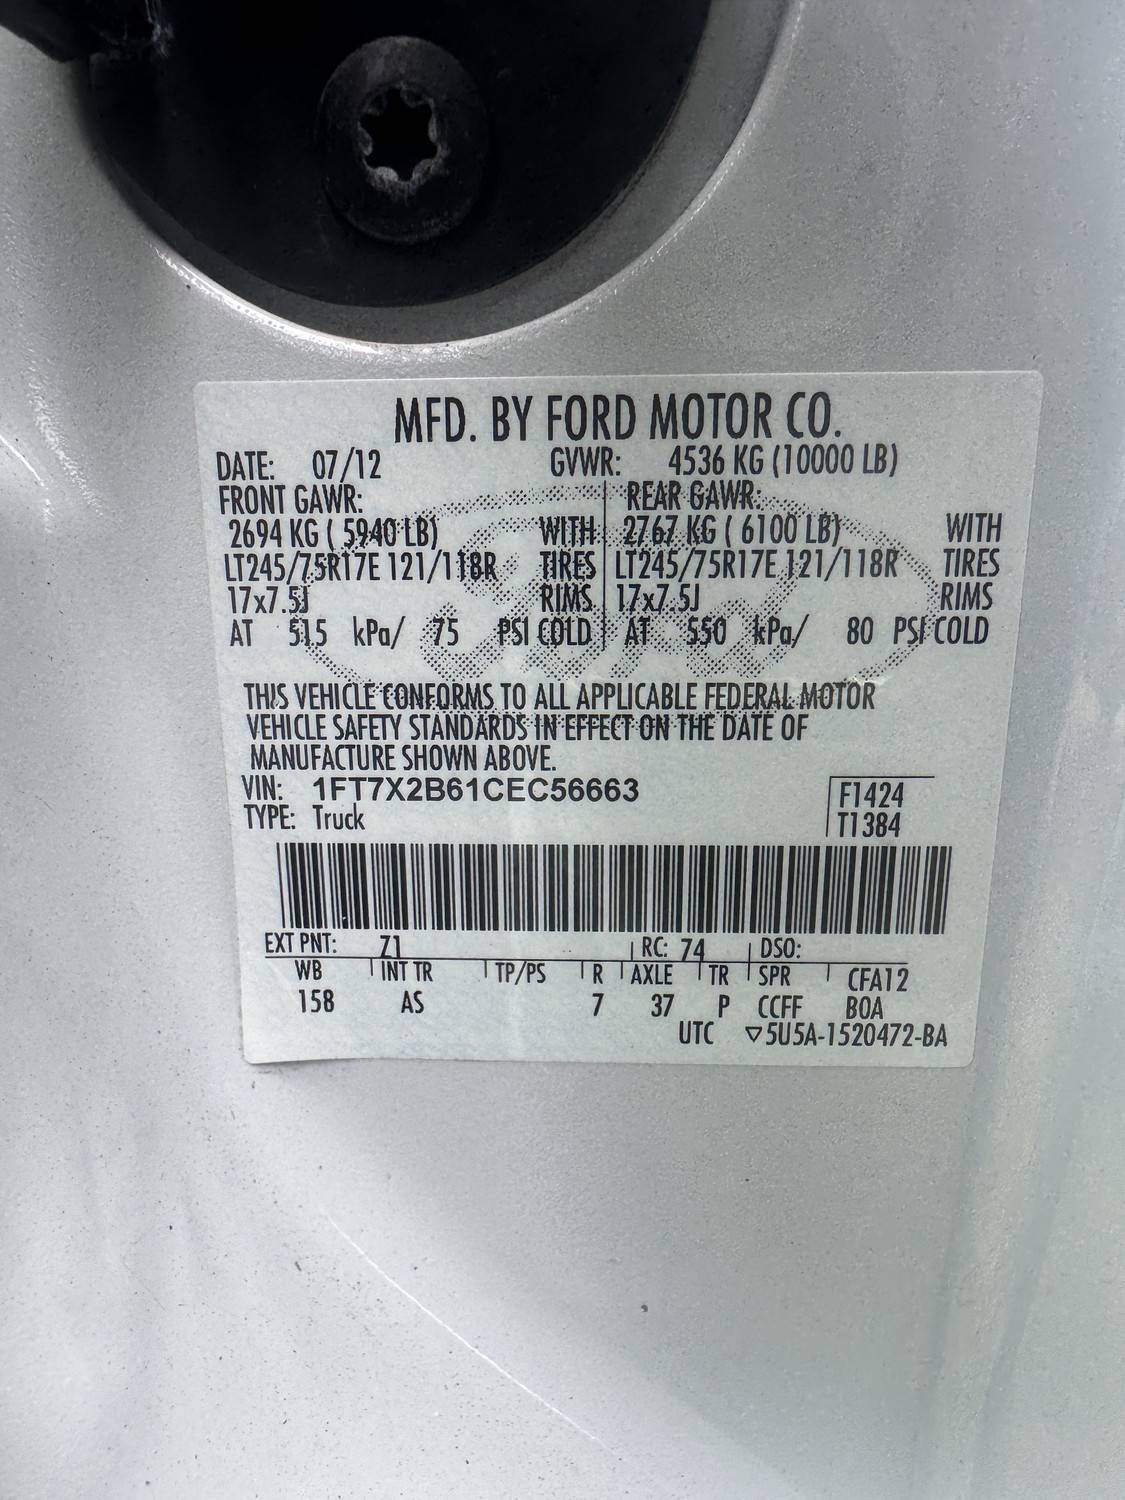 MFD. BY FORD MOTOR CO.
DATE: 07/12 GVWR: 4536 KG (10000 LB)
FRONT GAWR: REAR GAWR:
2694 KG ( 5940 LB) WITH 2767 KG ( 6100 LB) WITH
LT245/75R17E 121/118R TIRES LT245/75R17E 121/118R TIRES
17x7.5J RIMS 17x7.5J RIMS
AT 515 kPa/ 75 PSI COLD AT 550 kPa/ 80 PSI COLD
THIS VEHICLE CONFORMS TO ALL APPLICABLE FEDERAL MOTOR
VEHICLE SAFETY STANDARDS IN EFFECT ON THE DATE OF
MANUFACTURE SHOWN ABOVE.
VIN: 1FT7X2B61CEC56663 F1424
TYPE: Truck T1384
EXT PNT: Z1 RC: 74 DSO:
WB INT TR TP/PS R AXLE TR SPR CFA12
158 AS 7 37 P CCFF BOA
UTC ▽5U5A-1520472-BA